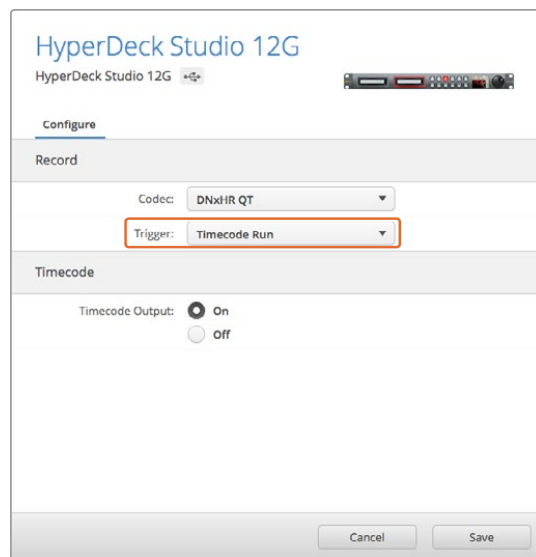 HyperDeck Studio 12G
HyperDeck Studio 12G
Configure
Record
Codec: DNxHR QT
Trigger: Timecode Run
Timecode
Timecode Output: On
Off
Cancel Save